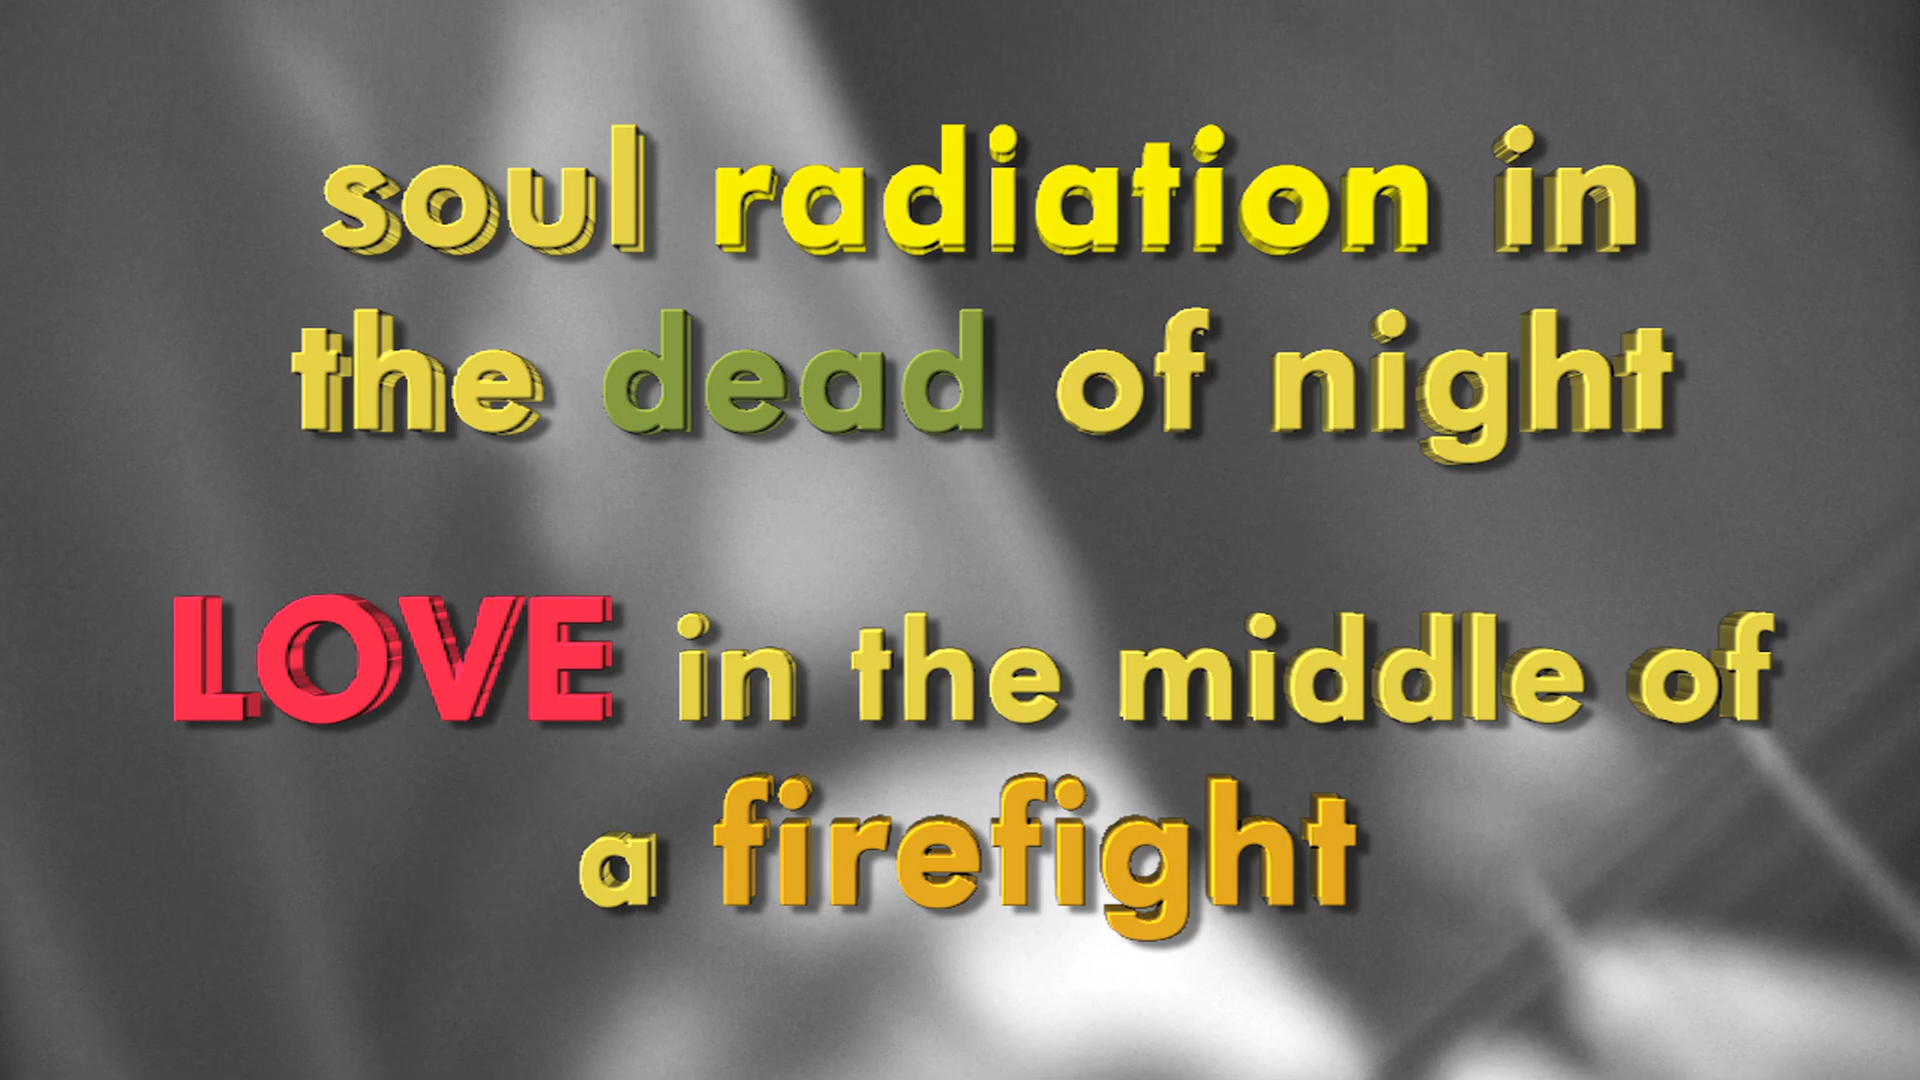 soul radiation in
the dead of night
LOVE in the middle of
a firefight